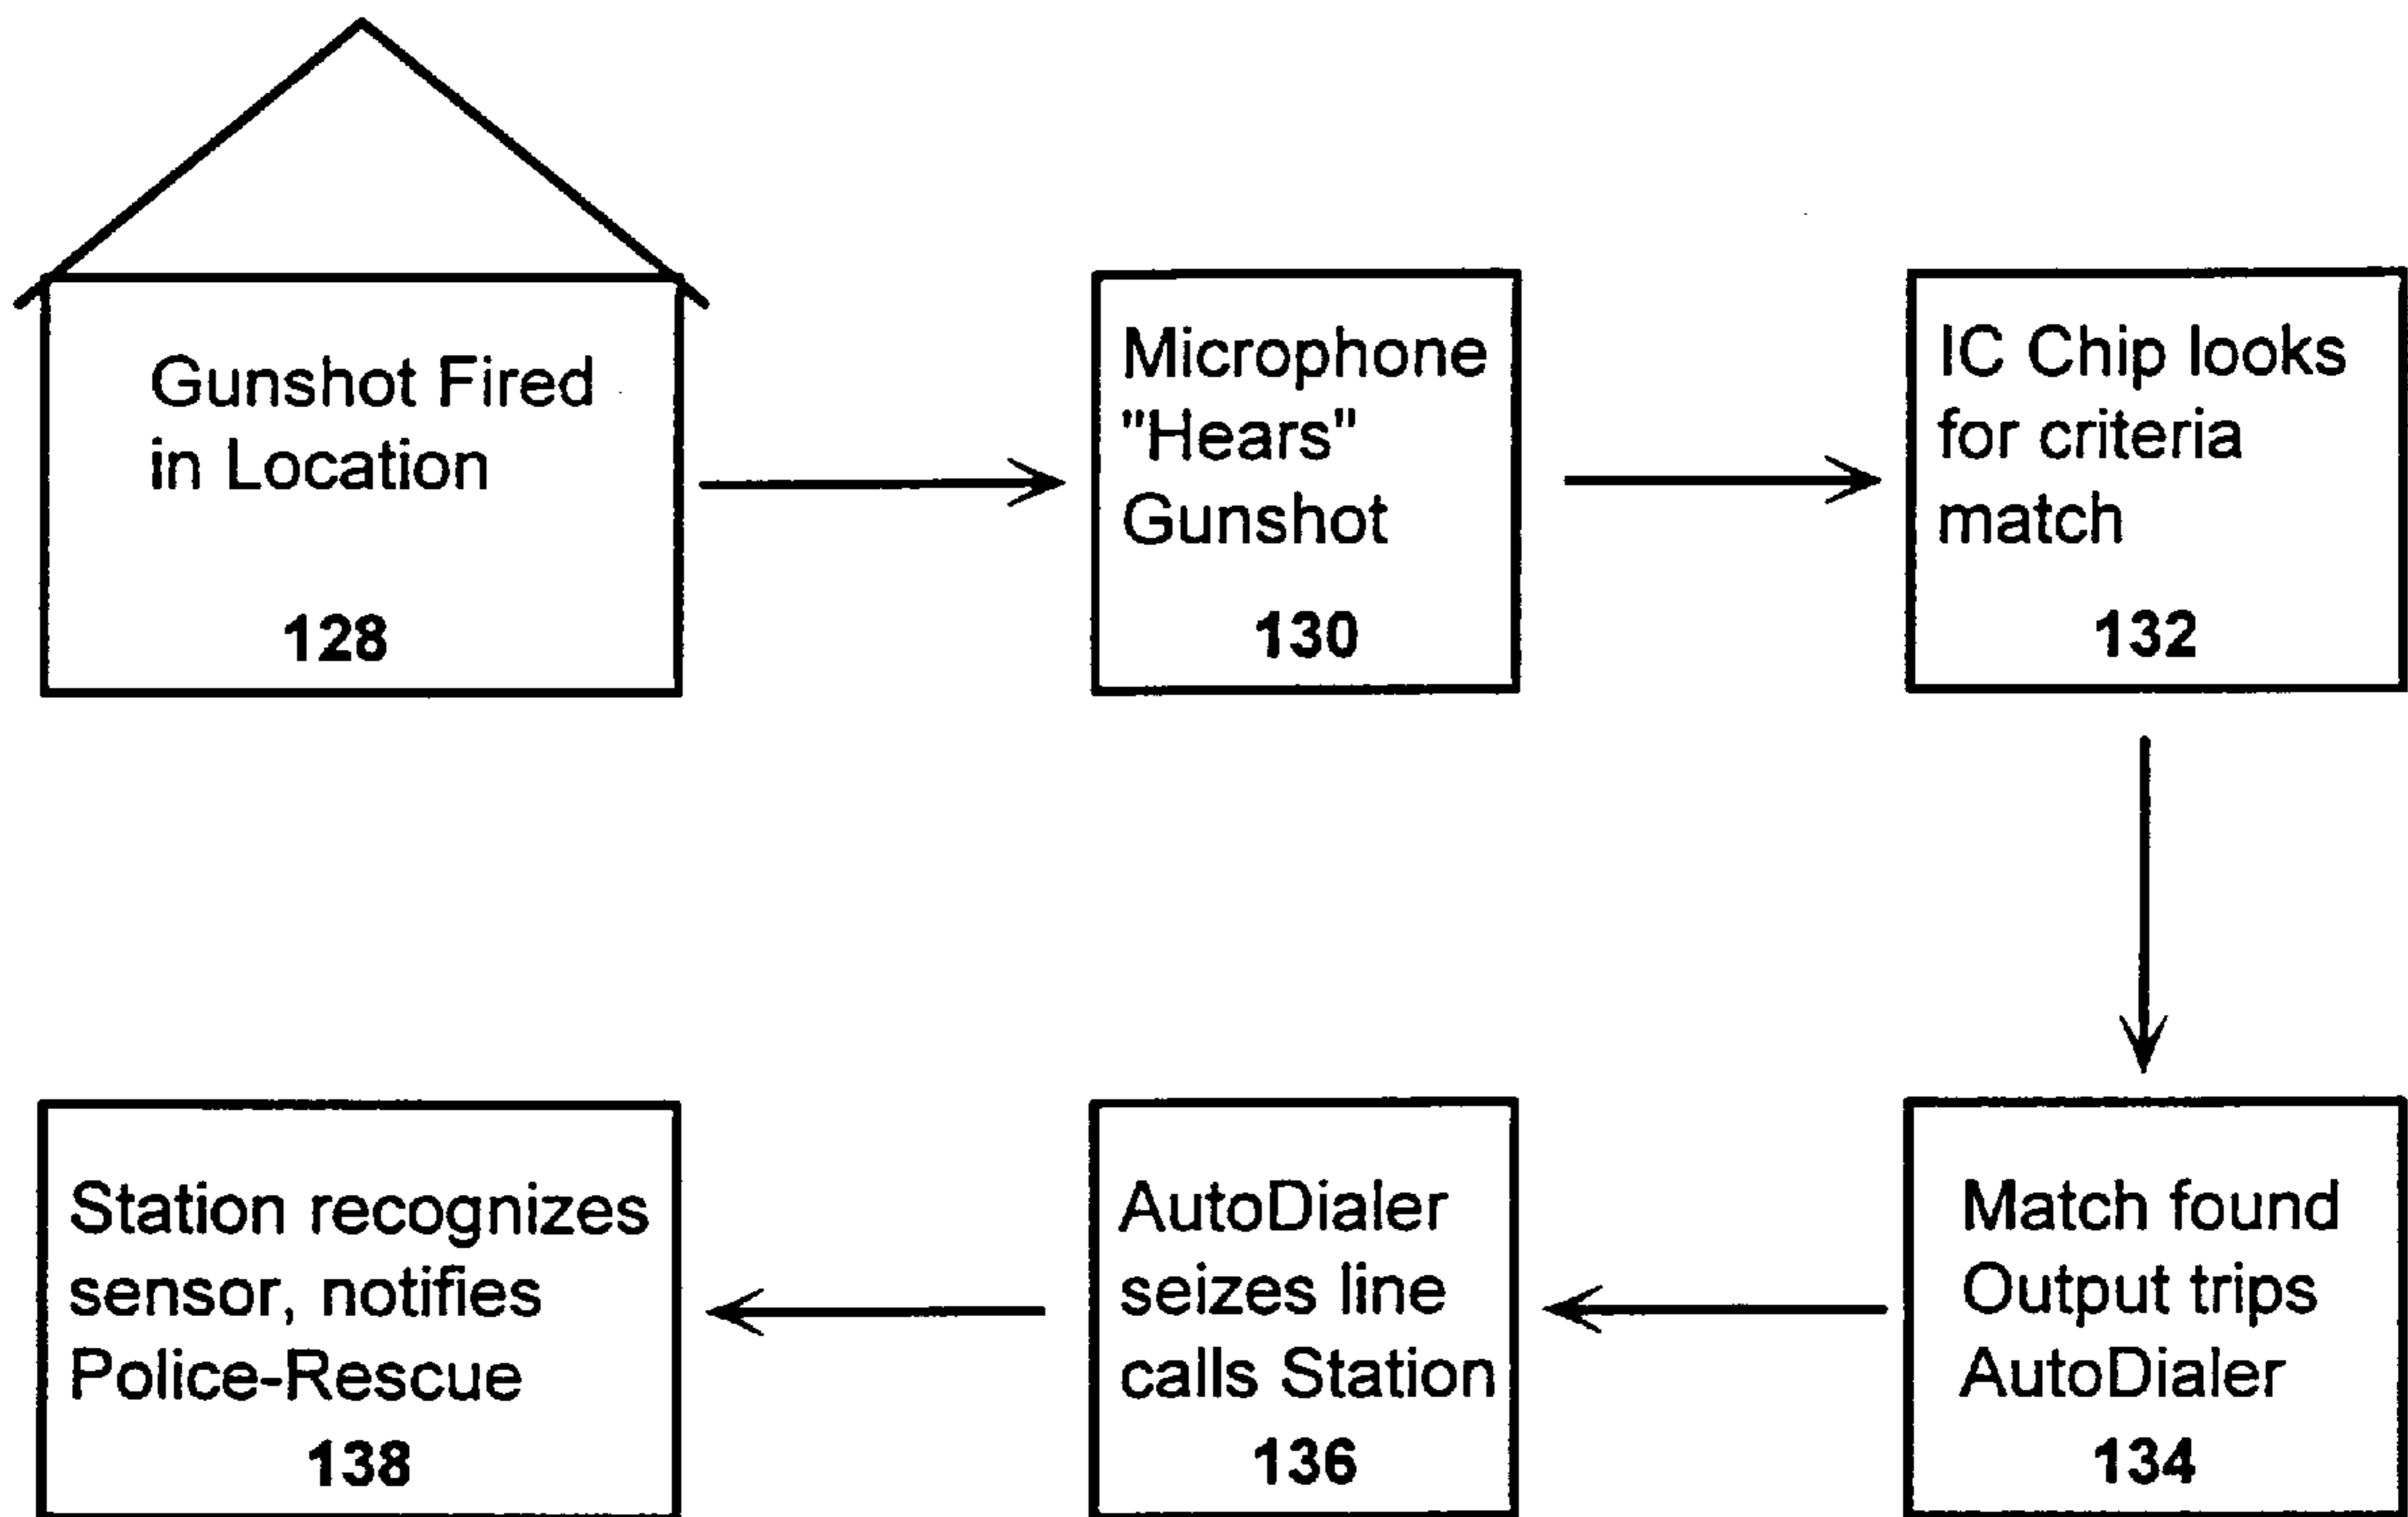 Gunshot Fired
in Location
128
Microphone
"Hears"
Gunshot
130
IC Chip looks
for criteria
match
132
Match found
Output trips
AutoDialer
134
AutoDialer
seizes line
calls Station
136
Station recognizes
sensor, notifies
Police-Rescue
138